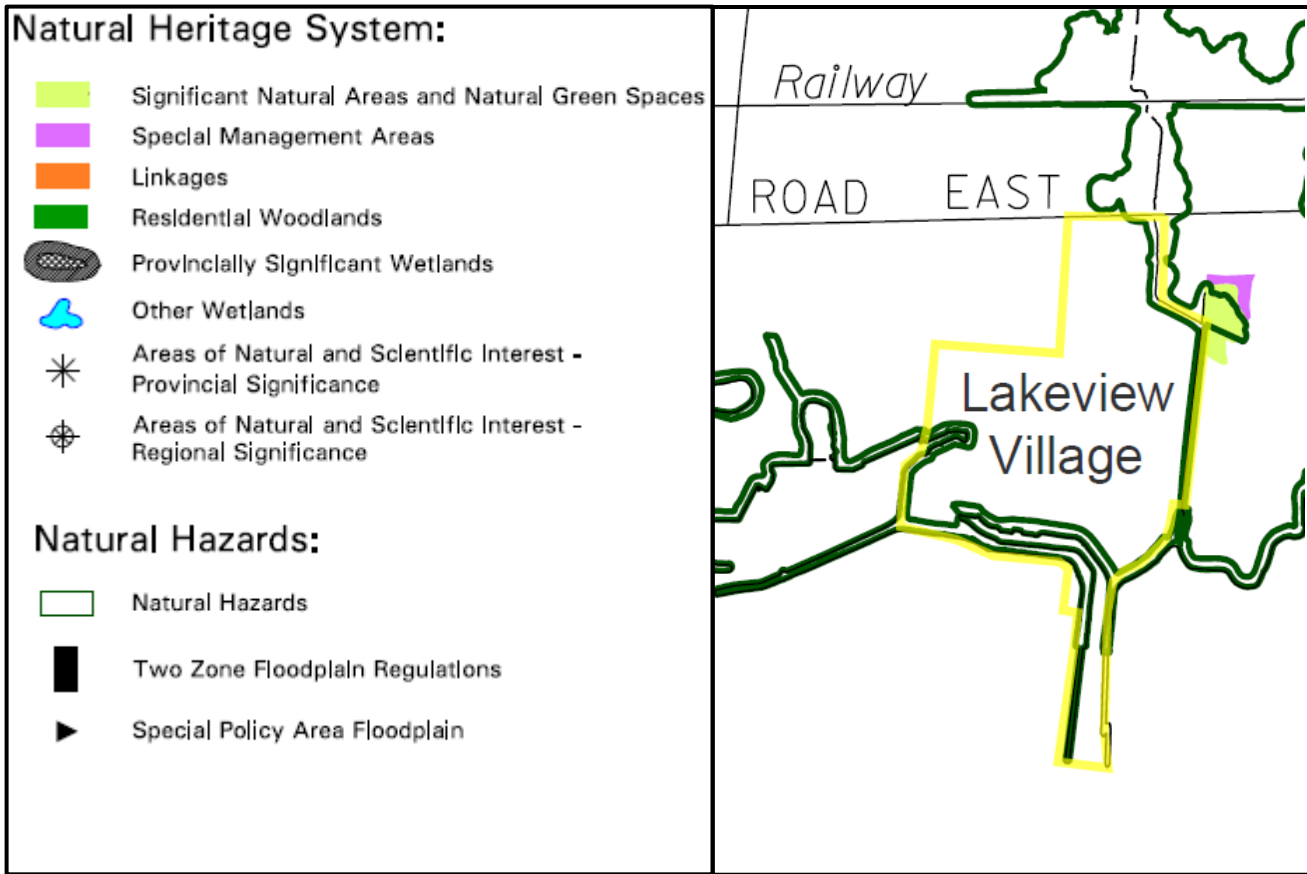 Natural Heritage System:
Significant Natural Areas and Natural Green Spaces
Special Management Areas
Linkages
Residential Woodlands
Provincially Significant Wetlands
Other Wetlands
Areas of Natural and Scientific Interest -
Provincial Significance
Areas of Natural and Scientific Interest -
Regional Significance
Natural Hazards:
Natural Hazards
Two Zone Floodplain Regulations
Special Policy Area Floodplain
Railway
ROAD EAST
Lakeview
Village